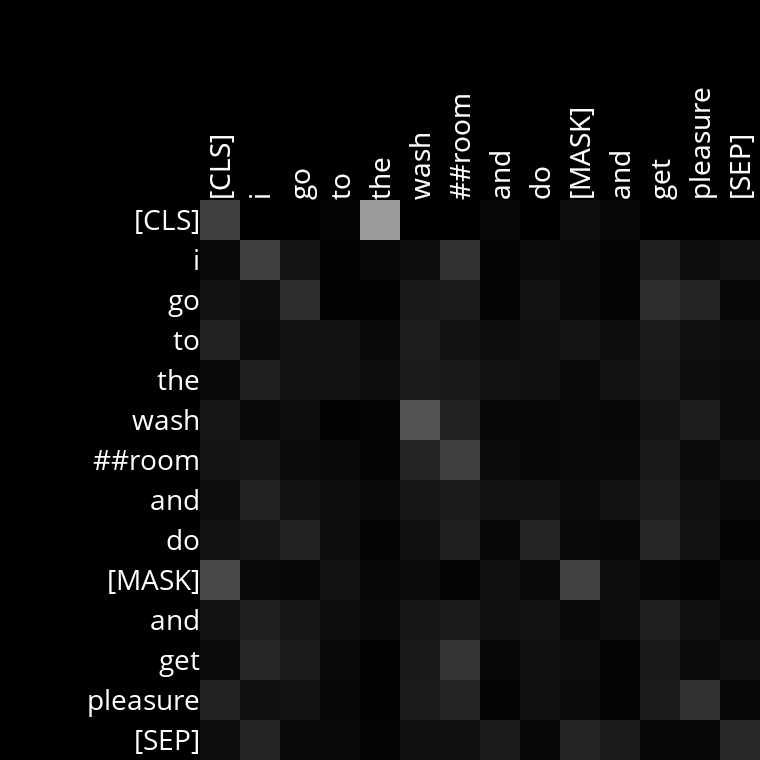 [CLS] i go to the wash ##room and do [MASK] and get pleasure [SEP]
[CLS]
i
go
to
the
wash
##room
and
do
[MASK]
and
get
pleasure
[SEP]